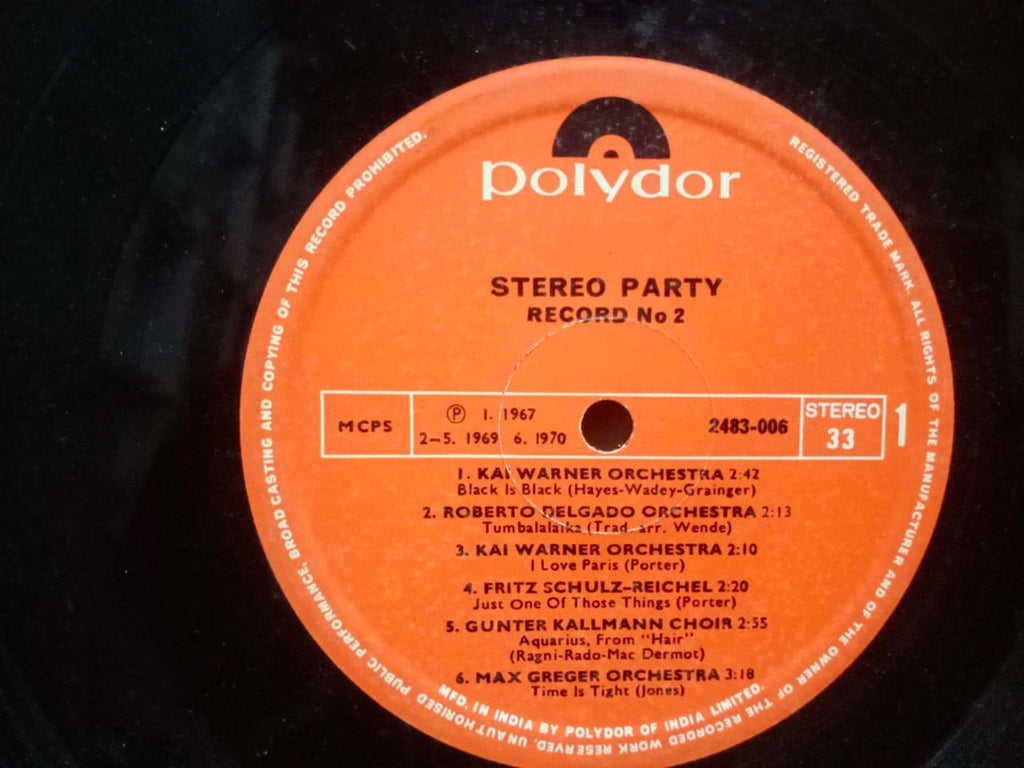 polydor
STEREO PARTY
RECORD No 2
MCPS
℗ 1. 1967
2–5. 1969 6. 1970
2483-006
STEREO
33
1
1. KAI WARNER ORCHESTRA 2:42
Black Is Black (Hayes-Wadey-Grainger)
2. ROBERTO DELGADO ORCHESTRA 2:13
Tumbalalaika (Trad. arr. Wende)
3. KAI WARNER ORCHESTRA 2:10
I Love Paris (Porter)
4. FRITZ SCHULZ-REICHEL 2:20
Just One Of Those Things (Porter)
5. GUNTER KALLMANN CHOIR 2:55
Aquarius, From "Hair"
(Ragni-Rado-Mac Dermot)
6. MAX GREGER ORCHESTRA 3:18
Time Is Tight (Jones)
MFD. IN INDIA BY POLYDOR OF INDIA LIMITED.
REGISTERED TRADE MARK. ALL RIGHTS OF THE MANUFACTURER AND OF THE OWNER OF THE RECORDED WORK RESERVED. UNAUTHORISED PUBLIC PERFORMANCE, BROADCASTING AND COPYING OF THIS RECORD PROHIBITED.